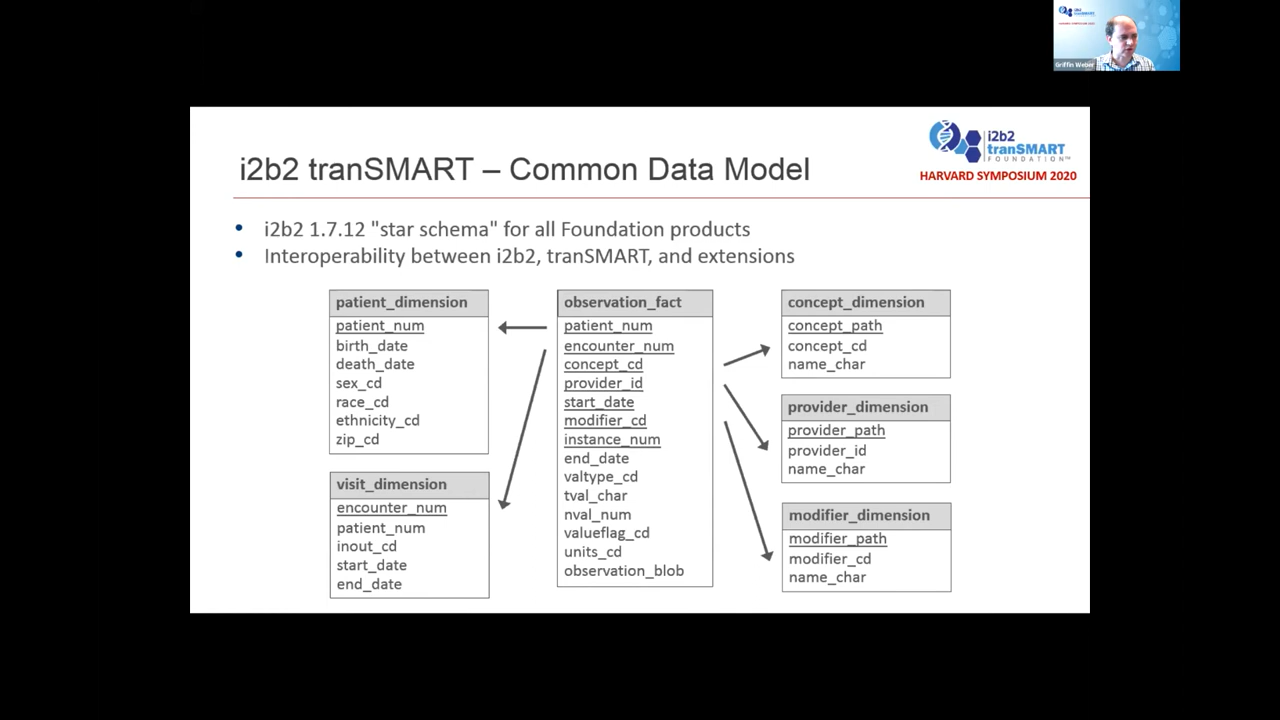 Griffin Weber
i2b2 tranSMART – Common Data Model
i2b2
tranSMART
FOUNDATION™
HARVARD SYMPOSIUM 2020
• i2b2 1.7.12 "star schema" for all Foundation products
• Interoperability between i2b2, tranSMART, and extensions
patient_dimension
patient_num
birth_date
death_date
sex_cd
race_cd
ethnicity_cd
zip_cd
visit_dimension
encounter_num
patient_num
inout_cd
start_date
end_date
observation_fact
patient_num
encounter_num
concept_cd
provider_id
start_date
modifier_cd
instance_num
end_date
valtype_cd
tval_char
nval_num
valueflag_cd
units_cd
observation_blob
concept_dimension
concept_path
concept_cd
name_char
provider_dimension
provider_path
provider_id
name_char
modifier_dimension
modifier_path
modifier_cd
name_char